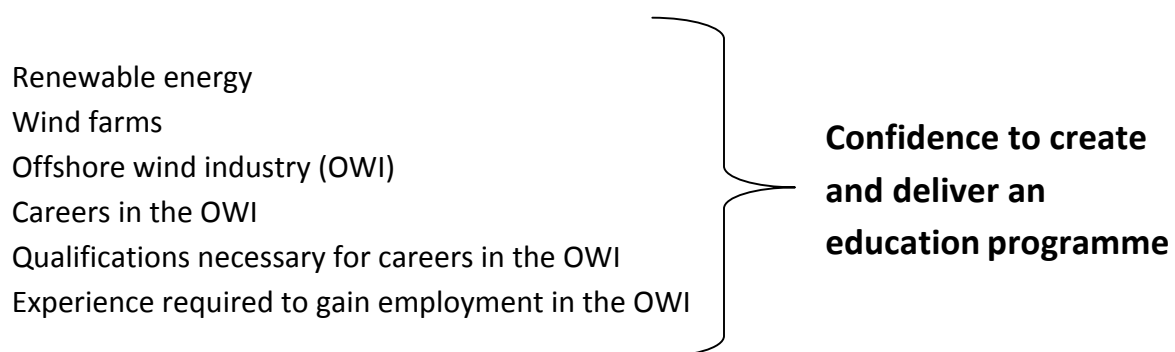 Renewable energy
Wind farms
Offshore wind industry (OWI)
Careers in the OWI
Qualifications necessary for careers in the OWI
Experience required to gain employment in the OWI
Confidence to create
and deliver an
education programme